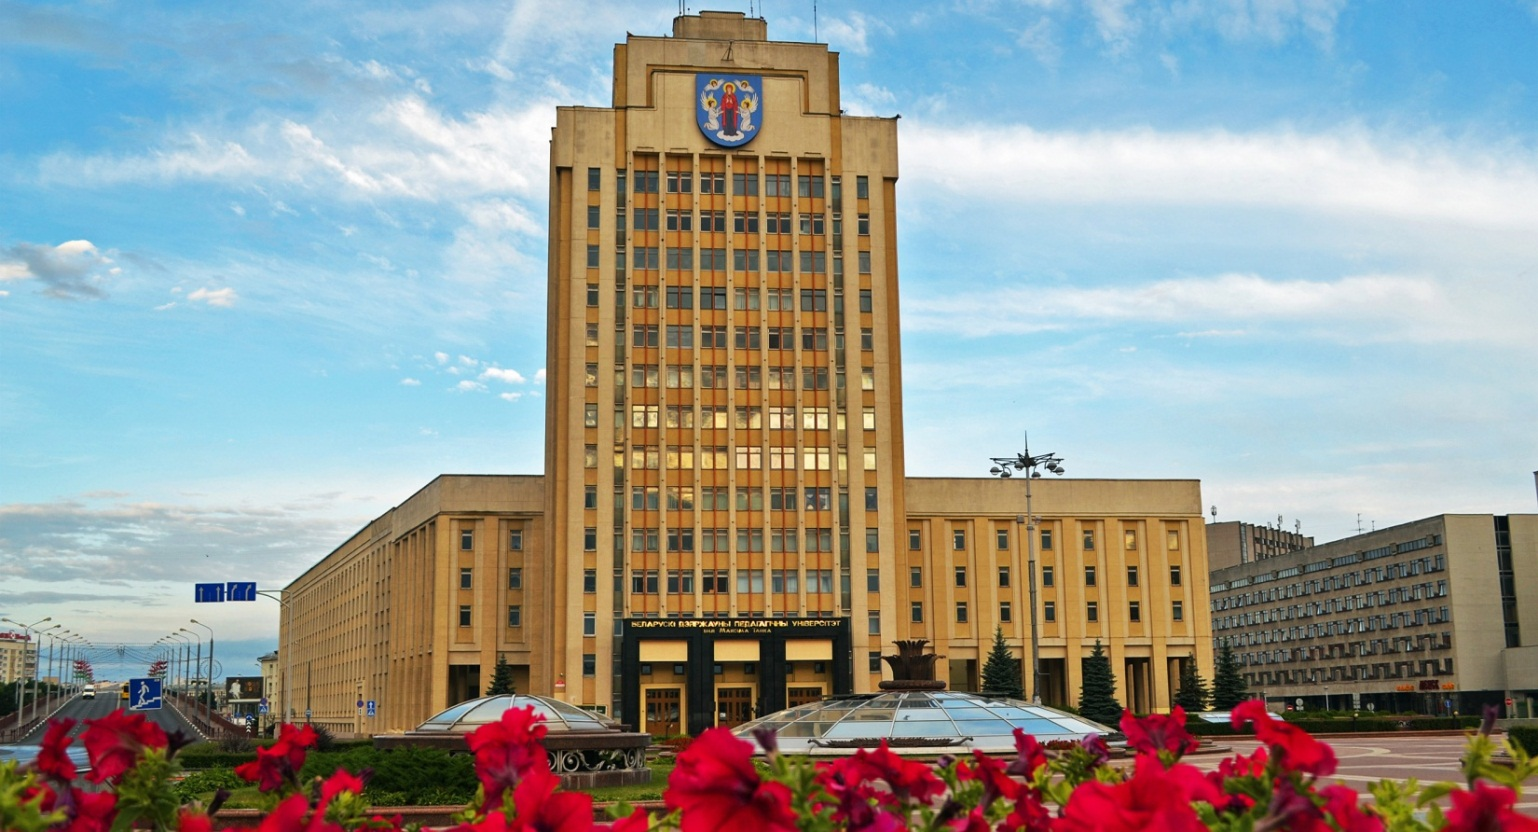 БЕЛАРУСКІ ДЗЯРЖАЎНЫ ПЕДАГАГІЧНЫ УНІВЕРСІТЭТ
імя Максіма Танка